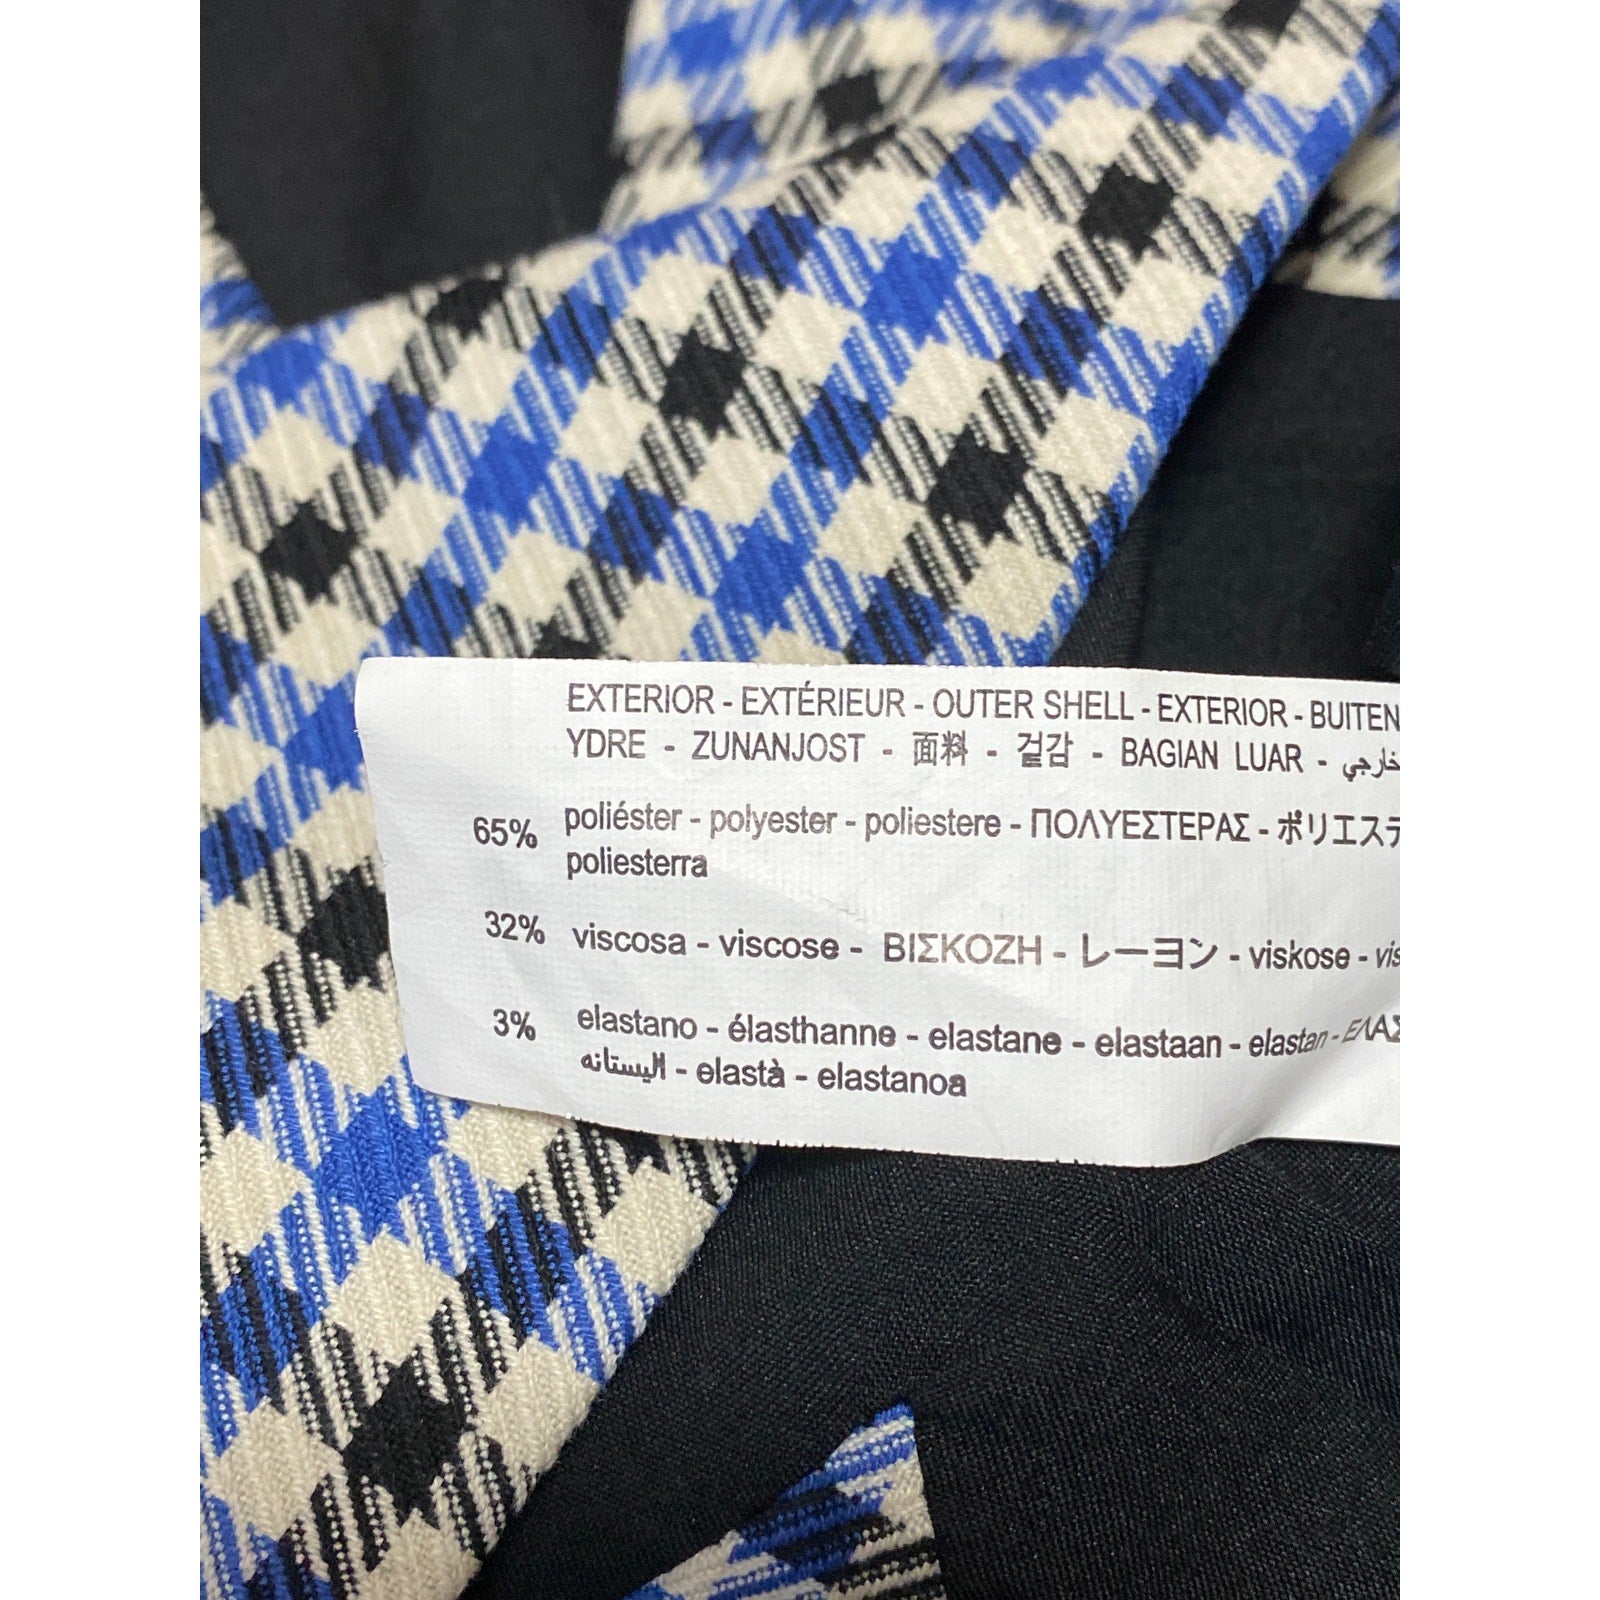 EXTERIOR - EXTÉRIEUR - OUTER SHELL - EXTERIOR - BUITEN
YDRE - ZUNANJOST - 面料 - 겉감 - BAGIAN LUAR - خارجي
65% poliéster - polyester - poliestere - ΠΟΛΥΕΣΤΕΡΑΣ - ポリエステ
poliesterra
32% viscosa - viscose - ΒΙΣΚΟΖΗ - レーヨン - viskose - vis
3% elastano - élasthanne - elastane - elastaan - elastan - ΕΛΑΣ
اليستانه - elastà - elastanoa